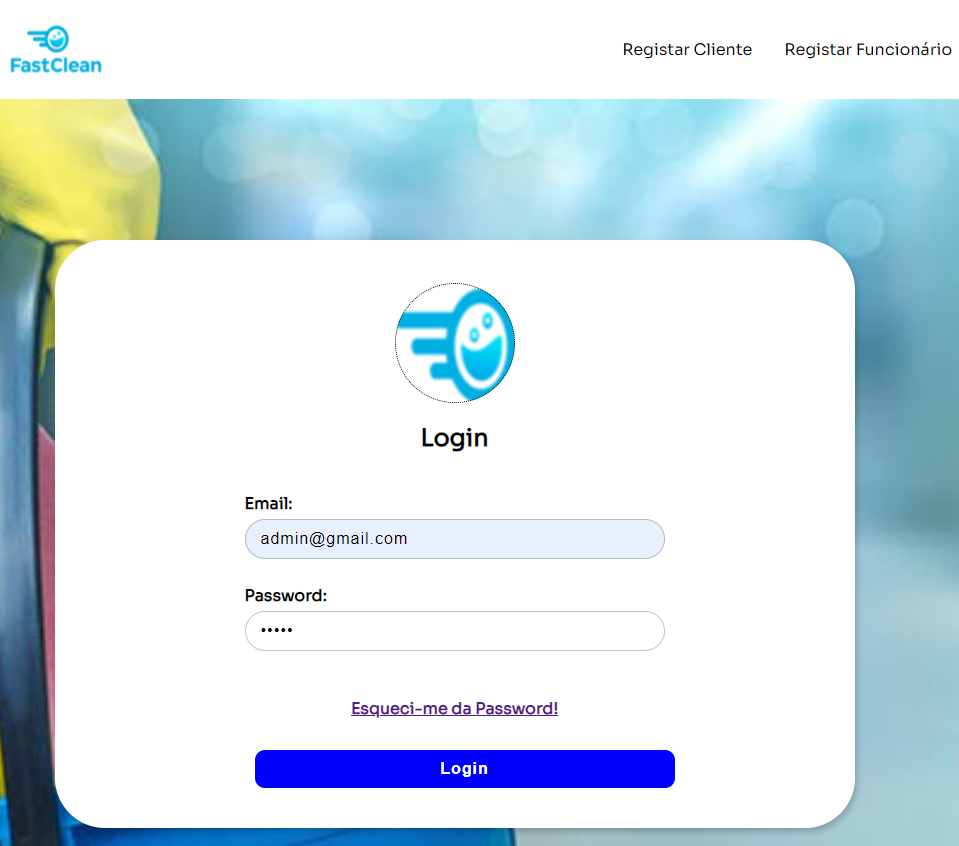 FastClean
Registar Cliente
Registar Funcionário
Login
Email:
admin@gmail.com
Password:
•••••
Esqueci-me da Password!
Login